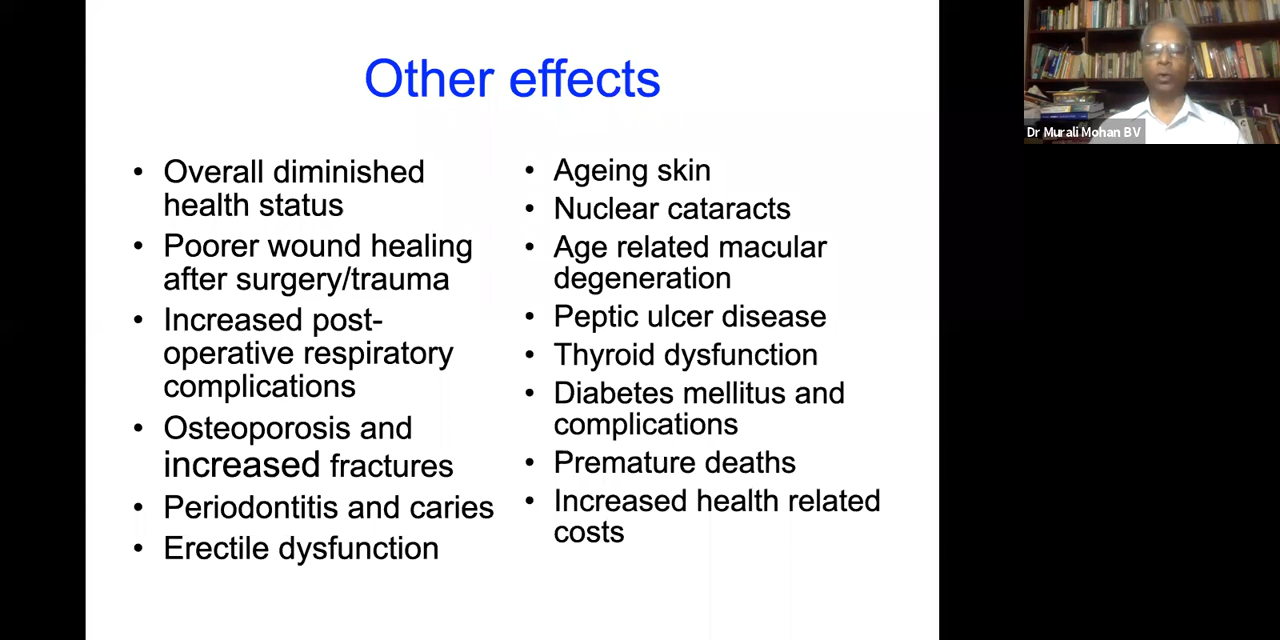 Other effects
• Overall diminished
health status
• Poorer wound healing
after surgery/trauma
• Increased post-
operative respiratory
complications
• Osteoporosis and
increased fractures
• Periodontitis and caries
• Erectile dysfunction
• Ageing skin
• Nuclear cataracts
• Age related macular
degeneration
• Peptic ulcer disease
• Thyroid dysfunction
• Diabetes mellitus and
complications
• Premature deaths
• Increased health related
costs
Dr Murali Mohan BV